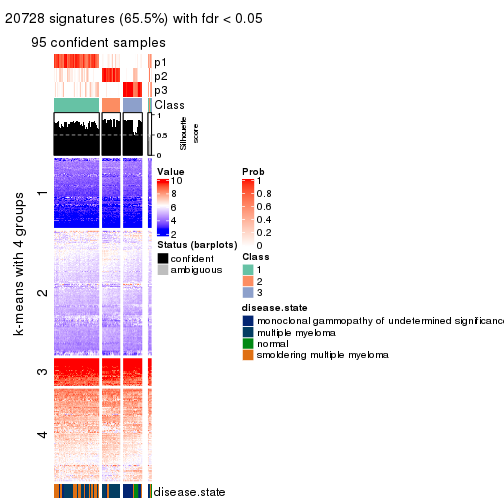 20728 signatures (65.5%) with fdr < 0.05
95 confident samples
p1
p2
p3
Class
1
0.5
0
Silhouette
score
k-means with 4 groups
1
2
3
4
disease.state
Value
10
8
6
4
2
Status (barplots)
confident
ambiguous
Prob
1
0.8
0.6
0.4
0.2
0
Class
1
2
3
disease.state
monoclonal gammopathy of undetermined significance
multiple myeloma
normal
smoldering multiple myeloma